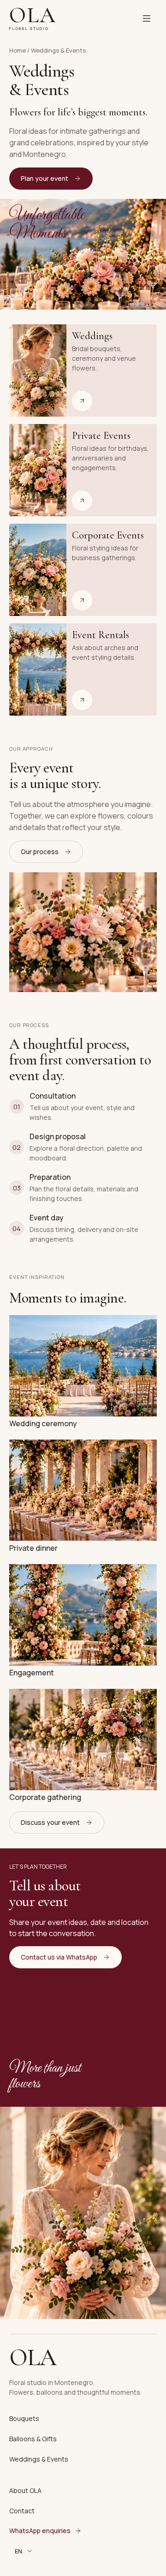 OLA
FLORAL STUDIO
Home / Weddings & Events
Weddings
& Events
Flowers for life's biggest moments.
Floral ideas for intimate gatherings and
grand celebrations, inspired by your style
and Montenegro.
Plan your event →
Unforgettable
Moments
Weddings
Bridal bouquets,
ceremony and venue
flowers.
Private Events
Floral ideas for birthdays,
anniversaries and
engagements.
Corporate Events
Floral styling ideas for
business gatherings.
Event Rentals
Ask about arches and
event styling details.
OUR APPROACH
Every event
is a unique story.
Tell us about the atmosphere you imagine.
Together, we can explore flowers, colours
and details that reflect your style.
Our process →
OUR PROCESS
A thoughtful process,
from first conversation to
event day.
01
Consultation
Tell us about your event, style and
wishes.
02
Design proposal
Explore a floral direction, palette and
moodboard.
03
Preparation
Plan the floral details, materials and
finishing touches.
04
Event day
Discuss timing, delivery and on-site
arrangements.
EVENT INSPIRATION
Moments to imagine.
Wedding ceremony
Private dinner
Engagement
Corporate gathering
Discuss your event →
LET'S PLAN TOGETHER
Tell us about
your event
Share your event ideas, date and location
to start the conversation.
Contact us via WhatsApp →
More than just
flowers
OLA
Floral studio in Montenegro.
Flowers, balloons and thoughtful moments.
Bouquets
Balloons & Gifts
Weddings & Events
About OLA
Contact
WhatsApp enquiries →
EN